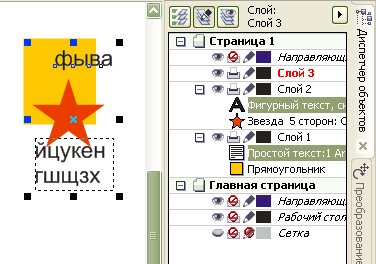 Слой:
Слой 3
фыва
йцукен
гшщзх
Страница 1
Направляющ
Слой 3
Слой 2
Фигурный текст, си
Звезда 5 сторон: С
Слой 1
Простой текст:1 Ar
Прямоугольник
Главная страница
Направляющ
Рабочий стол
Сетка
Диспетчер объектов
Преобразование